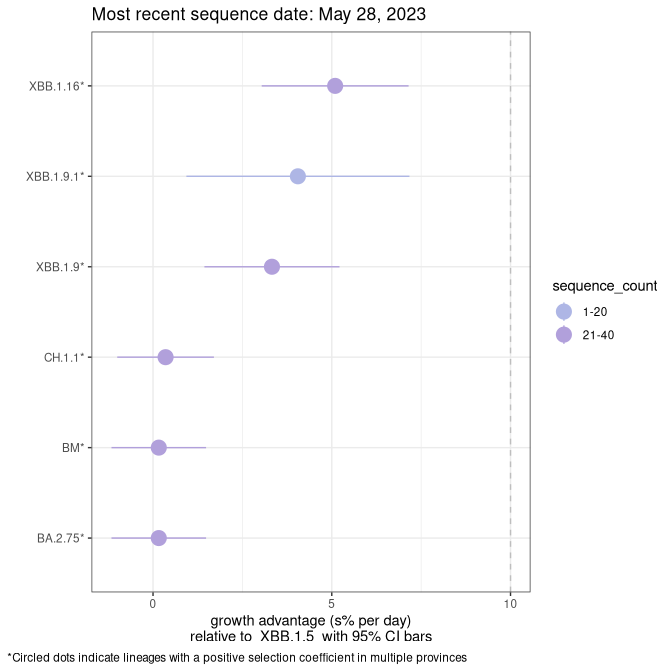 Most recent sequence date: May 28, 2023
XBB.1.16*
XBB.1.9.1*
XBB.1.9*
CH.1.1*
BM*
BA.2.75*
0 5 10
growth advantage (s% per day)
relative to XBB.1.5 with 95% CI bars
sequence_count
1-20
21-40
*Circled dots indicate lineages with a positive selection coefficient in multiple provinces